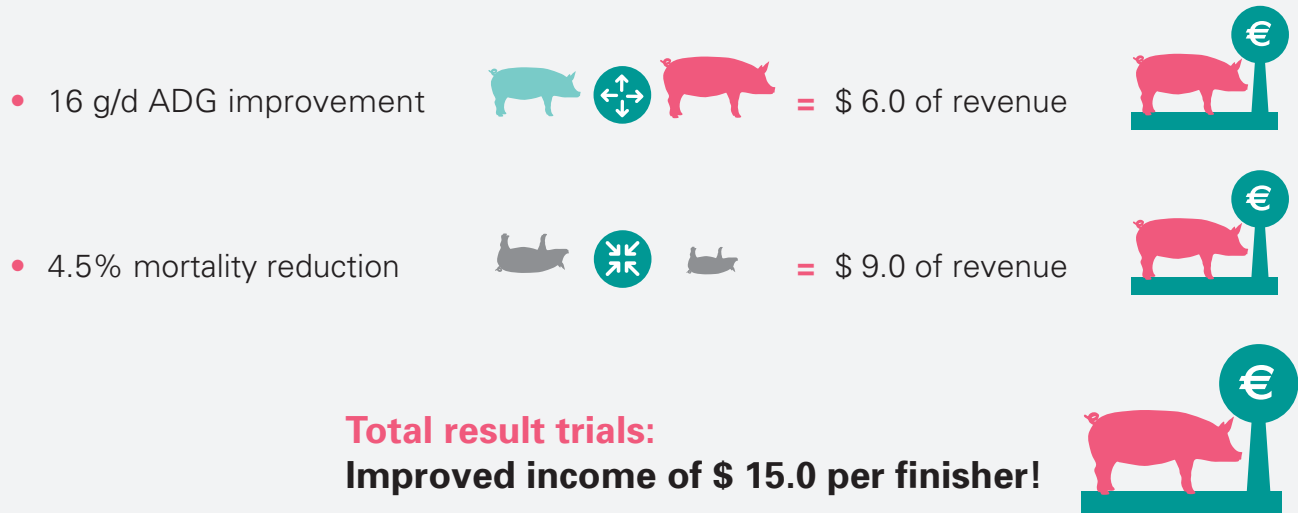 • 16 g/d ADG improvement = $ 6.0 of revenue €
• 4.5% mortality reduction = $ 9.0 of revenue €
Total result trials:
Improved income of $ 15.0 per finisher! €